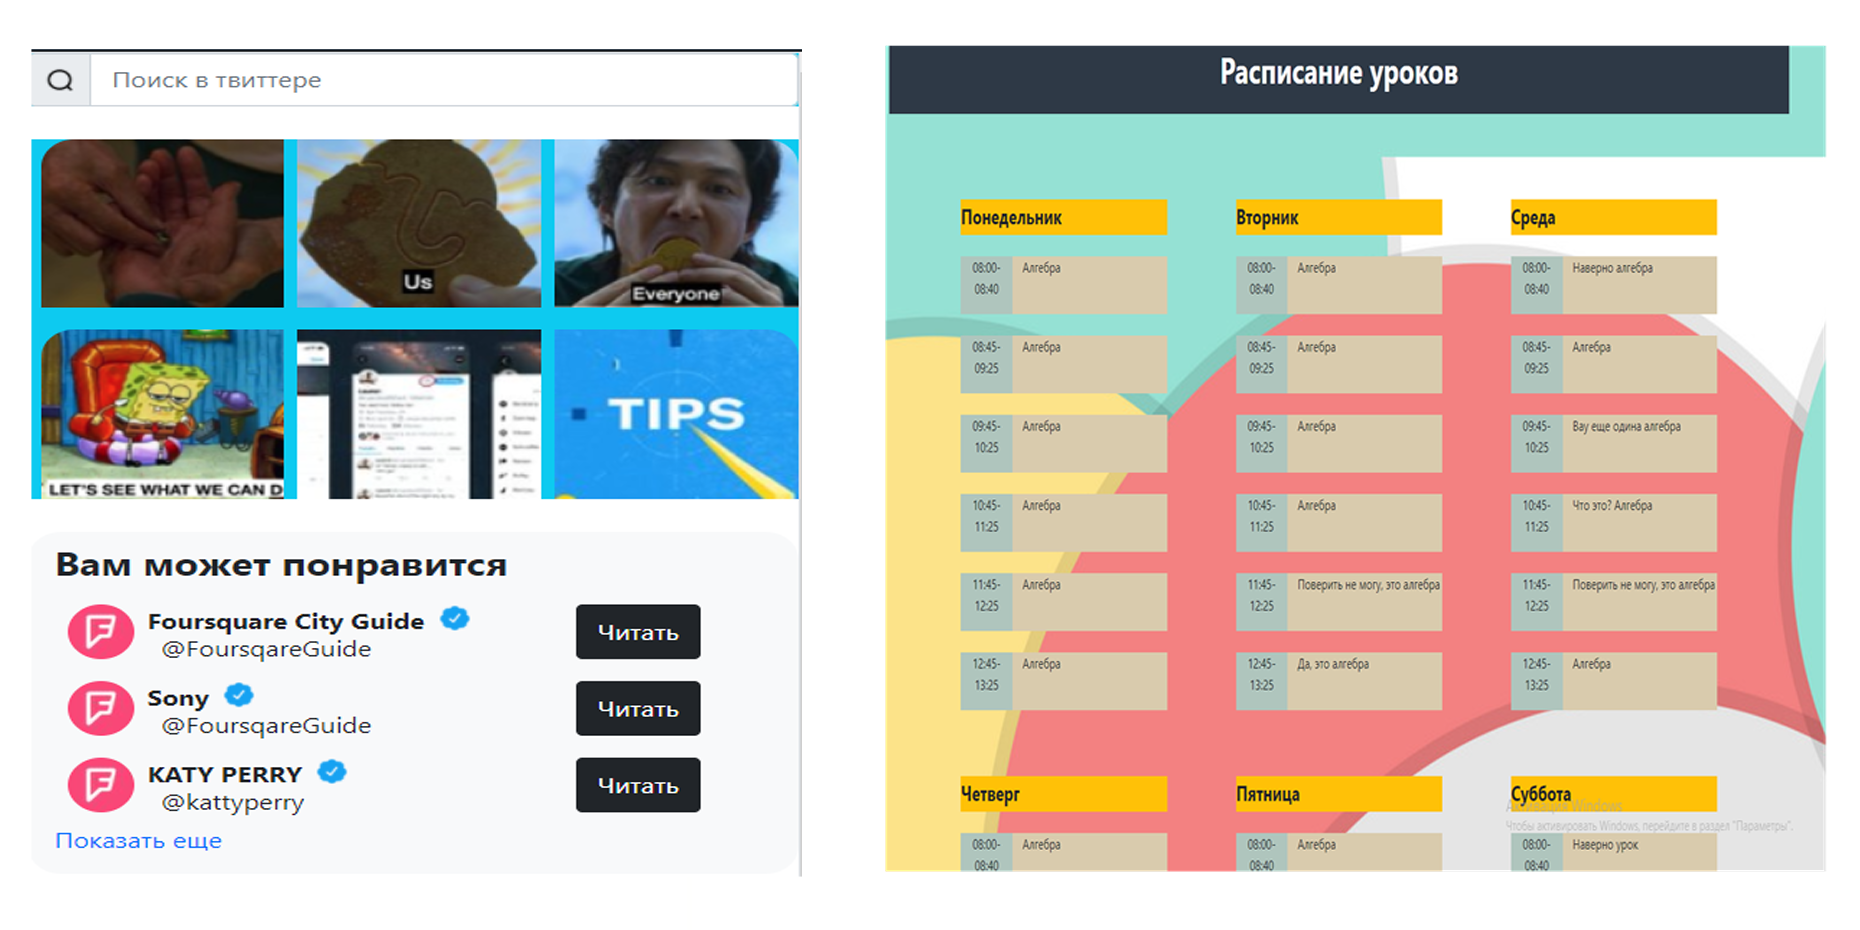 Поиск в твиттере
Us
Everyone
LET'S SEE WHAT WE CAN D
TIPS
Вам может понравится
Foursquare City Guide
@FoursqareGuide
Читать
Sony
@FoursqareGuide
Читать
KATY PERRY
@kattyperry
Читать
Показать еще
Расписание уроков
Понедельник
08:00-
08:40
Алгебра
08:45-
09:25
Алгебра
09:45-
10:25
Алгебра
10:45-
11:25
Алгебра
11:45-
12:25
Алгебра
12:45-
13:25
Алгебра
Вторник
08:00-
08:40
Алгебра
08:45-
09:25
Алгебра
09:45-
10:25
Алгебра
10:45-
11:25
Алгебра
11:45-
12:25
Поверить не могу, это алгебра
12:45-
13:25
Да, это алгебра
Среда
08:00-
08:40
Наверно алгебра
08:45-
09:25
Алгебра
09:45-
10:25
Вау еще одина алгебра
10:45-
11:25
Что это? Алгебра
11:45-
12:25
Поверить не могу, это алгебра
12:45-
13:25
Алгебра
Четверг
08:00-
08:40
Алгебра
Пятница
08:00-
08:40
Алгебра
Суббота
08:00-
08:40
Наверно урок
Активация Windows
Чтобы активировать Windows, перейдите в раздел "Параметры".